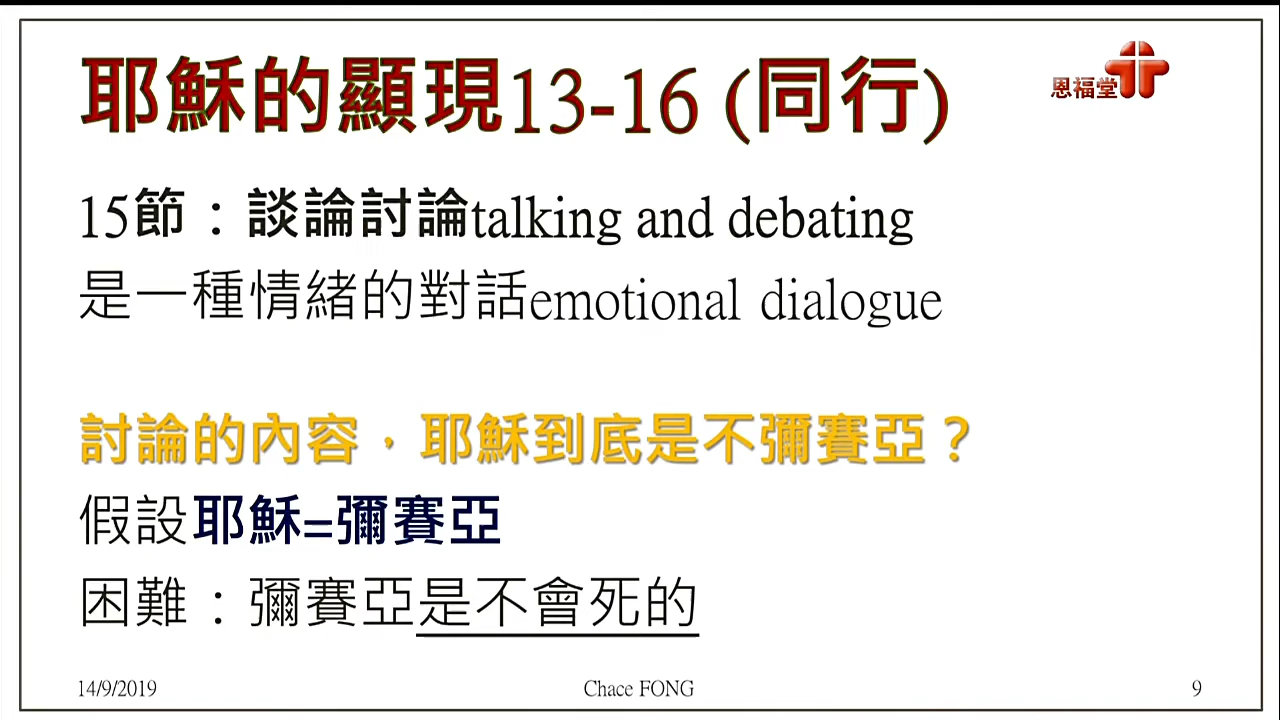 耶穌的顯現13-16 (同行)
恩福堂
15節：談論討論talking and debating
是一種情緒的對話emotional dialogue
討論的內容，耶穌到底是不彌賽亞？
假設耶穌=彌賽亞
困難：彌賽亞是不會死的
14/9/2019
Chace FONG
9